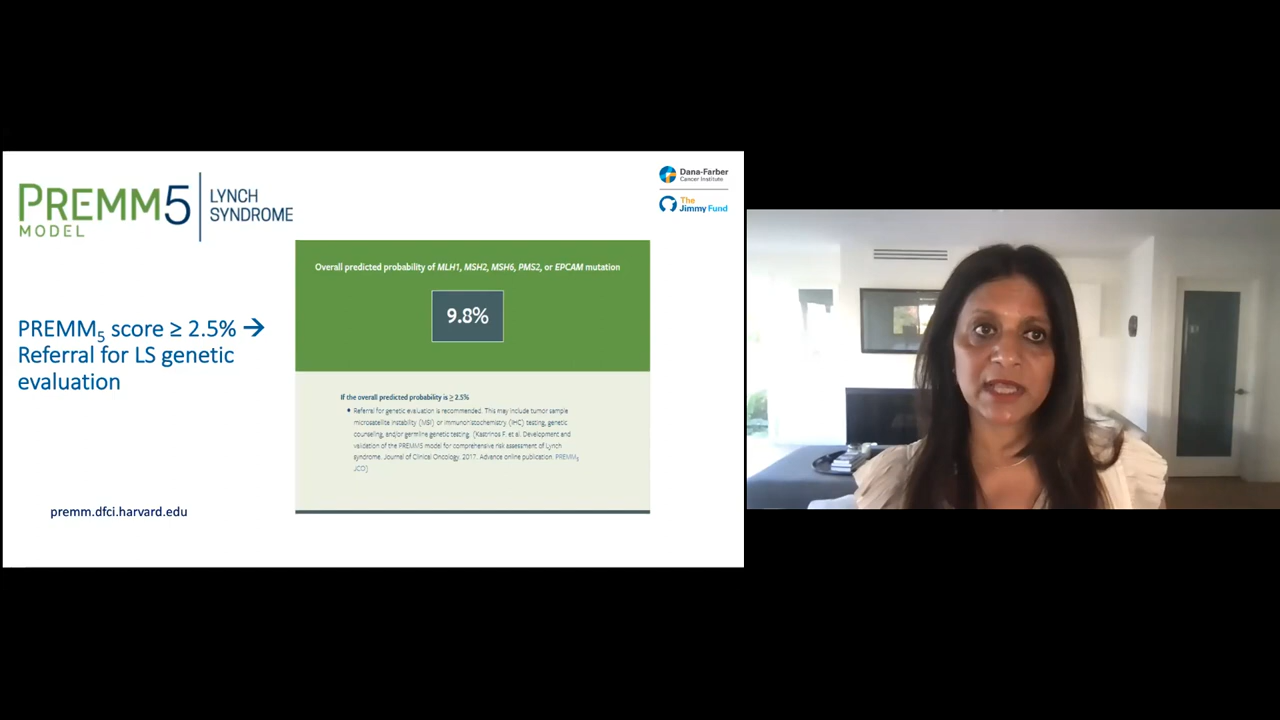 PREMM5
MODEL
LYNCH
SYNDROME
Dana-Farber
Cancer Institute
The
Jimmy Fund
Overall predicted probability of MLH1, MSH2, MSH6, PMS2, or EPCAM mutation
9.8%
PREMM5 score ≥ 2.5% →
Referral for LS genetic
evaluation
If the overall predicted probability is ≥ 2.5%
Referral for genetic evaluation is recommended. This may include tumor sample
microsatellite instability (MSI) or immunohistochemistry (IHC) testing, genetic
counseling, and/or germline genetic testing. (Kastrinos F, et al. Development and
validation of the PREMM5 model for comprehensive risk assessment of Lynch
syndrome. Journal of Clinical Oncology. 2017. Advance online publication. PREMM5
JCO)
premm.dfci.harvard.edu